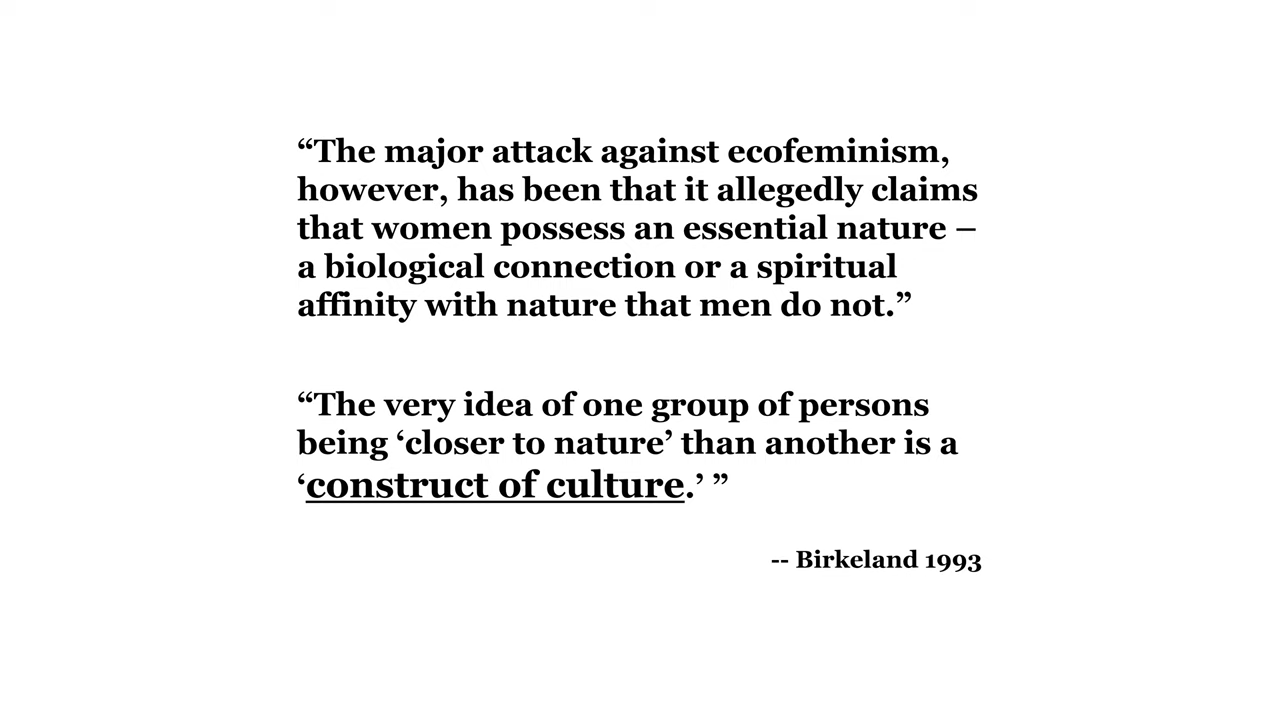 “The major attack against ecofeminism,
however, has been that it allegedly claims
that women possess an essential nature –
a biological connection or a spiritual
affinity with nature that men do not.”
“The very idea of one group of persons
being ‘closer to nature’ than another is a
‘construct of culture.’ ”
-- Birkeland 1993